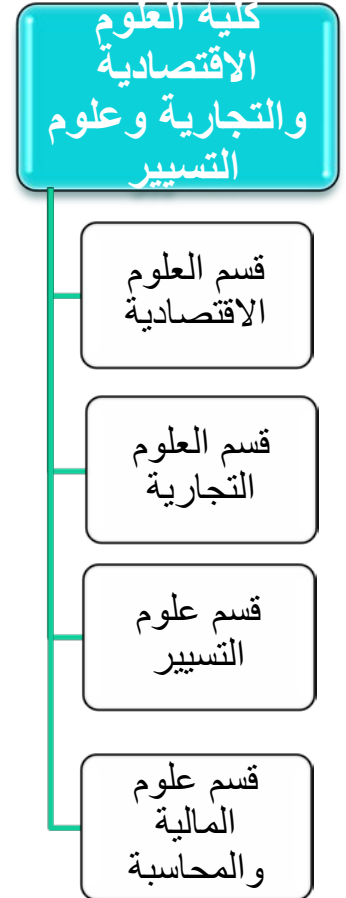 كلية العلوم
الاقتصادية
والتجارية وعلوم
التسيير
قسم العلوم
الاقتصادية
قسم العلوم
التجارية
قسم علوم
التسيير
قسم علوم
المالية
والمحاسبة